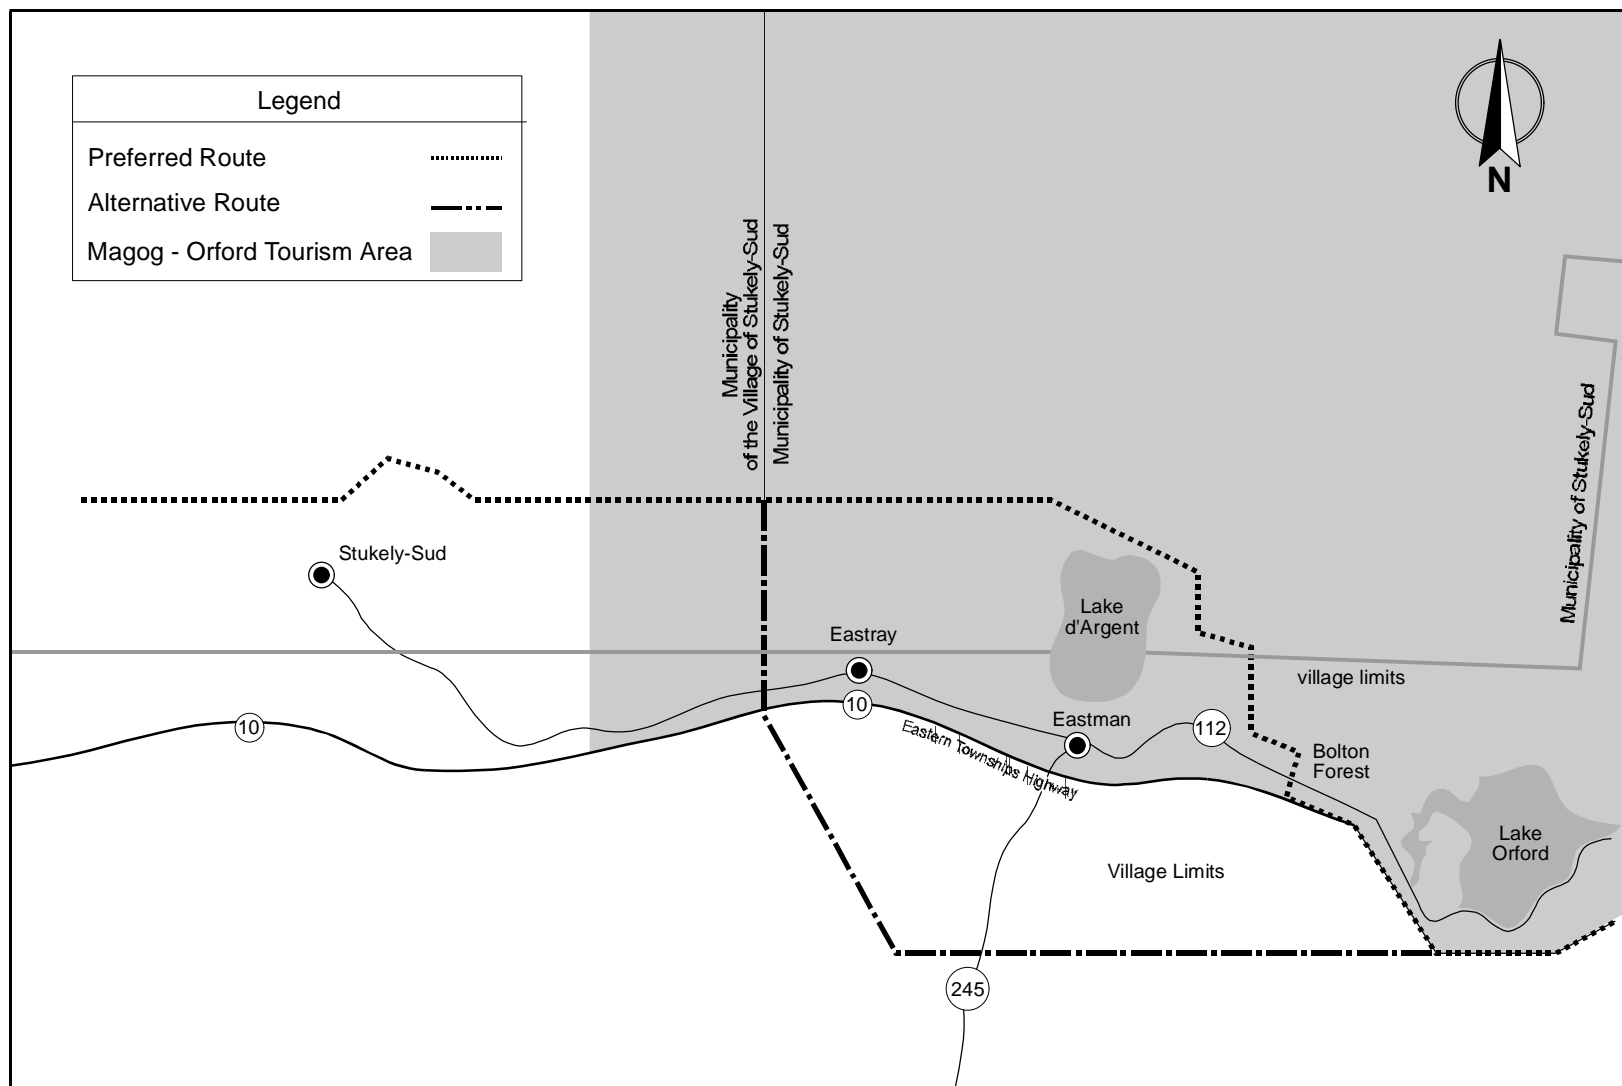 Legend
Preferred Route
Alternative Route
Magog - Orford Tourism Area
N
Municipality
of the Village of Stukely-Sud
Municipality of Stukely-Sud
Municipality of Stukely-Sud
Stukely-Sud
Lake
d'Argent
Eastray
village limits
10
10
Eastman
112
Eastern Townships Highway
Bolton
Forest
Lake
Orford
Village Limits
245